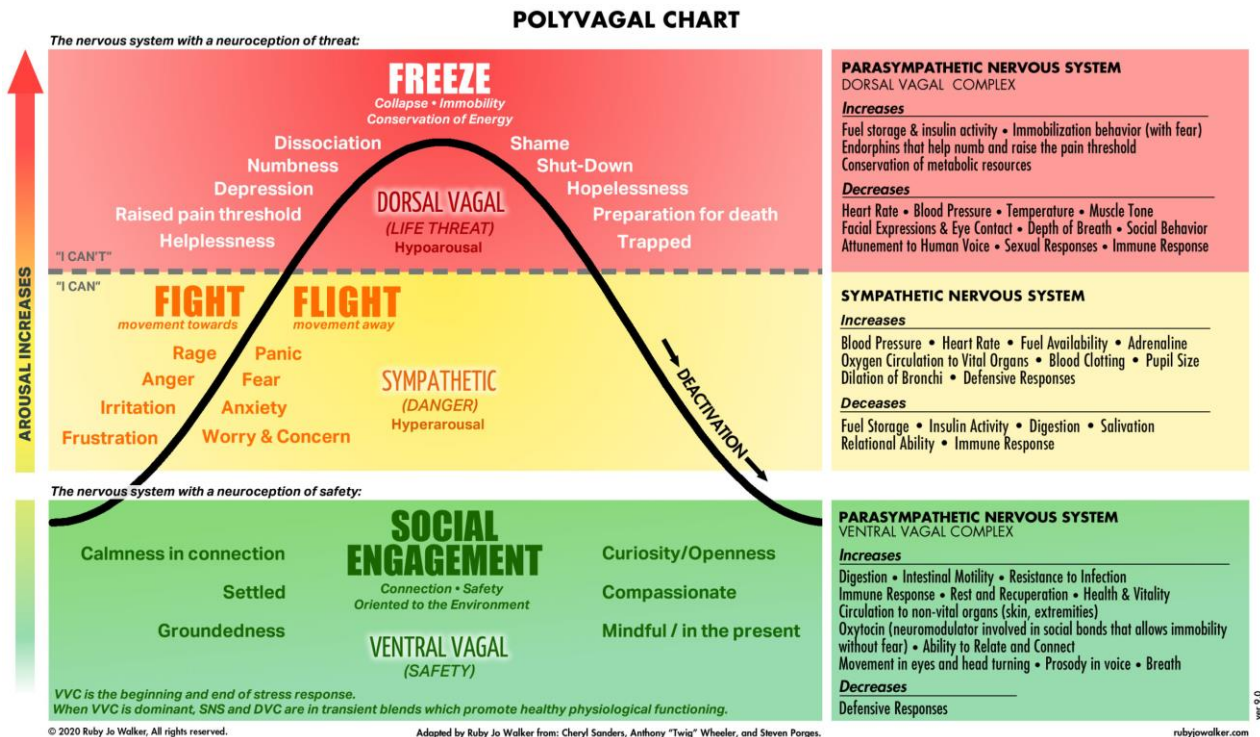 POLYVAGAL CHART
The nervous system with a neuroception of threat:
FREEZE
Collapse • Immobility
Conservation of Energy
Dissociation
Numbness
Depression
Raised pain threshold
Helplessness
Shame
Shut-Down
Hopelessness
Preparation for death
Trapped
DORSAL VAGAL
(LIFE THREAT)
Hypoarousal
"I CAN'T"
"I CAN"
AROUSAL INCREASES
FIGHT
movement towards
FLIGHT
movement away
Rage
Anger
Irritation
Frustration
Panic
Fear
Anxiety
Worry & Concern
SYMPATHETIC
(DANGER)
Hyperarousal
DEACTIVATION
The nervous system with a neuroception of safety:
SOCIAL
ENGAGEMENT
Connection • Safety
Oriented to the Environment
Calmness in connection
Settled
Groundedness
Curiosity/Openness
Compassionate
Mindful / in the present
VENTRAL VAGAL
(SAFETY)
VVC is the beginning and end of stress response.
When VVC is dominant, SNS and DVC are in transient blends which promote healthy physiological functioning.
PARASYMPATHETIC NERVOUS SYSTEM
DORSAL VAGAL COMPLEX
Increases
Fuel storage & insulin activity • Immobilization behavior (with fear)
Endorphins that help numb and raise the pain threshold
Conservation of metabolic resources
Decreases
Heart Rate • Blood Pressure • Temperature • Muscle Tone
Facial Expressions & Eye Contact • Depth of Breath • Social Behavior
Attunement to Human Voice • Sexual Responses • Immune Response
SYMPATHETIC NERVOUS SYSTEM
Increases
Blood Pressure • Heart Rate • Fuel Availability • Adrenaline
Oxygen Circulation to Vital Organs • Blood Clotting • Pupil Size
Dilation of Bronchi • Defensive Responses
Deceases
Fuel Storage • Insulin Activity • Digestion • Salivation
Relational Ability • Immune Response
PARASYMPATHETIC NERVOUS SYSTEM
VENTRAL VAGAL COMPLEX
Increases
Digestion • Intestinal Motility • Resistance to Infection
Immune Response • Rest and Recuperation • Health & Vitality
Circulation to non-vital organs (skin, extremities)
Oxytocin (neuromodulator involved in social bonds that allows immobility
without fear) • Ability to Relate and Connect
Movement in eyes and head turning • Prosody in voice • Breath
Decreases
Defensive Responses
© 2020 Ruby Jo Walker, All rights reserved.
Adapted by Ruby Jo Walker from: Cheryl Sanders, Anthony "Twig" Wheeler, and Steven Porges.
rubyjowalker.com